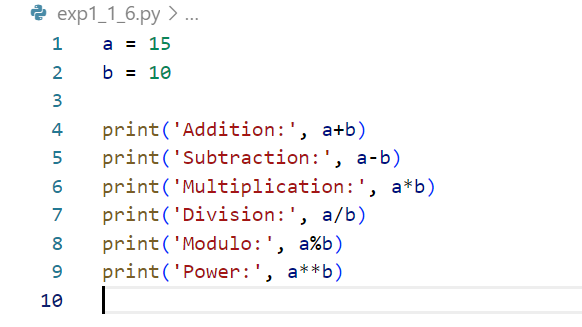 exp1_1_6.py > ...
1 a = 15
2 b = 10
3
4 print('Addition:', a+b)
5 print('Subtraction:', a-b)
6 print('Multiplication:', a*b)
7 print('Division:', a/b)
8 print('Modulo:', a%b)
9 print('Power:', a**b)
10